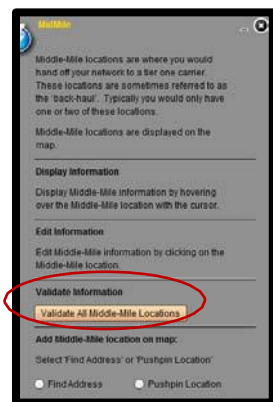 MidMile
Middle-Mile locations are where you would
hand off your network to a tier one carrier.
These locations are sometimes referred to as
the 'back-haul'. Typically you would only have
one or two of these locations.
Middle-Mile locations are displayed on the
map.
Display Information
Display Middle-Mile information by hovering
over the Middle-Mile location with the cursor.
Edit Information
Edit Middle-Mile information by clicking on the
Middle-Mile location.
Validate Information
Validate All Middle-Mile Locations
Add Middle-Mile location on map:
Select 'Find Address' or 'Pushpin Location'
Find Address Pushpin Location